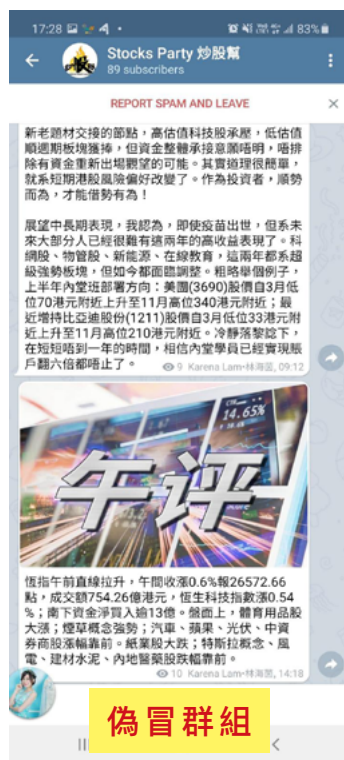 17:28
83%
Stocks Party 炒股幫
89 subscribers
REPORT SPAM AND LEAVE
新老題材交接的節點，高估值科技股承壓，低估值
順週期板塊獲捧，但資金整體承接意願唔明，唔排
除有資金重新出場觀望的可能。其實道理很簡單，
就系短期港股風險偏好改變了。作為投資者，順勢
而為，才能借勢有為！
展望中長期表現，我認為，即使疫苗出世，但系未
來大部分人已經很難有這兩年的高收益表現了。科
網股、物管股、新能源、在線教育，這兩年都系超
級強勢板塊，但如今都面臨調整。粗略舉個例子，
上半年內堂班部署方向：美團(3690)股價自3月低
位70港元附近上升至11月高位340港元附近；最
近增持比亞迪股份(1211)股價自3月低位33港元附
近上升至11月高位210港元附近。冷靜落黎諗下，
在短短唔到一年的時間，相信內堂學員已經實現賬
戶翻六倍都唔止了。
9 Karena Lam•林海茵, 09:12
14.65%
午评
恆指午前直線拉升，午間收漲0.6%報26572.66
點，成交額754.26億港元，恆生科技指數漲0.54
%；南下資金淨買入逾13億。盤面上，體育用品股
大漲；煙草概念強勢；汽車、蘋果、光伏、中資
券商股漲幅靠前。紙業股大跌；特斯拉概念、風
電、建材水泥、內地醫藥股跌幅靠前。
10 Karena Lam•林海茵, 14:18
偽冒群組